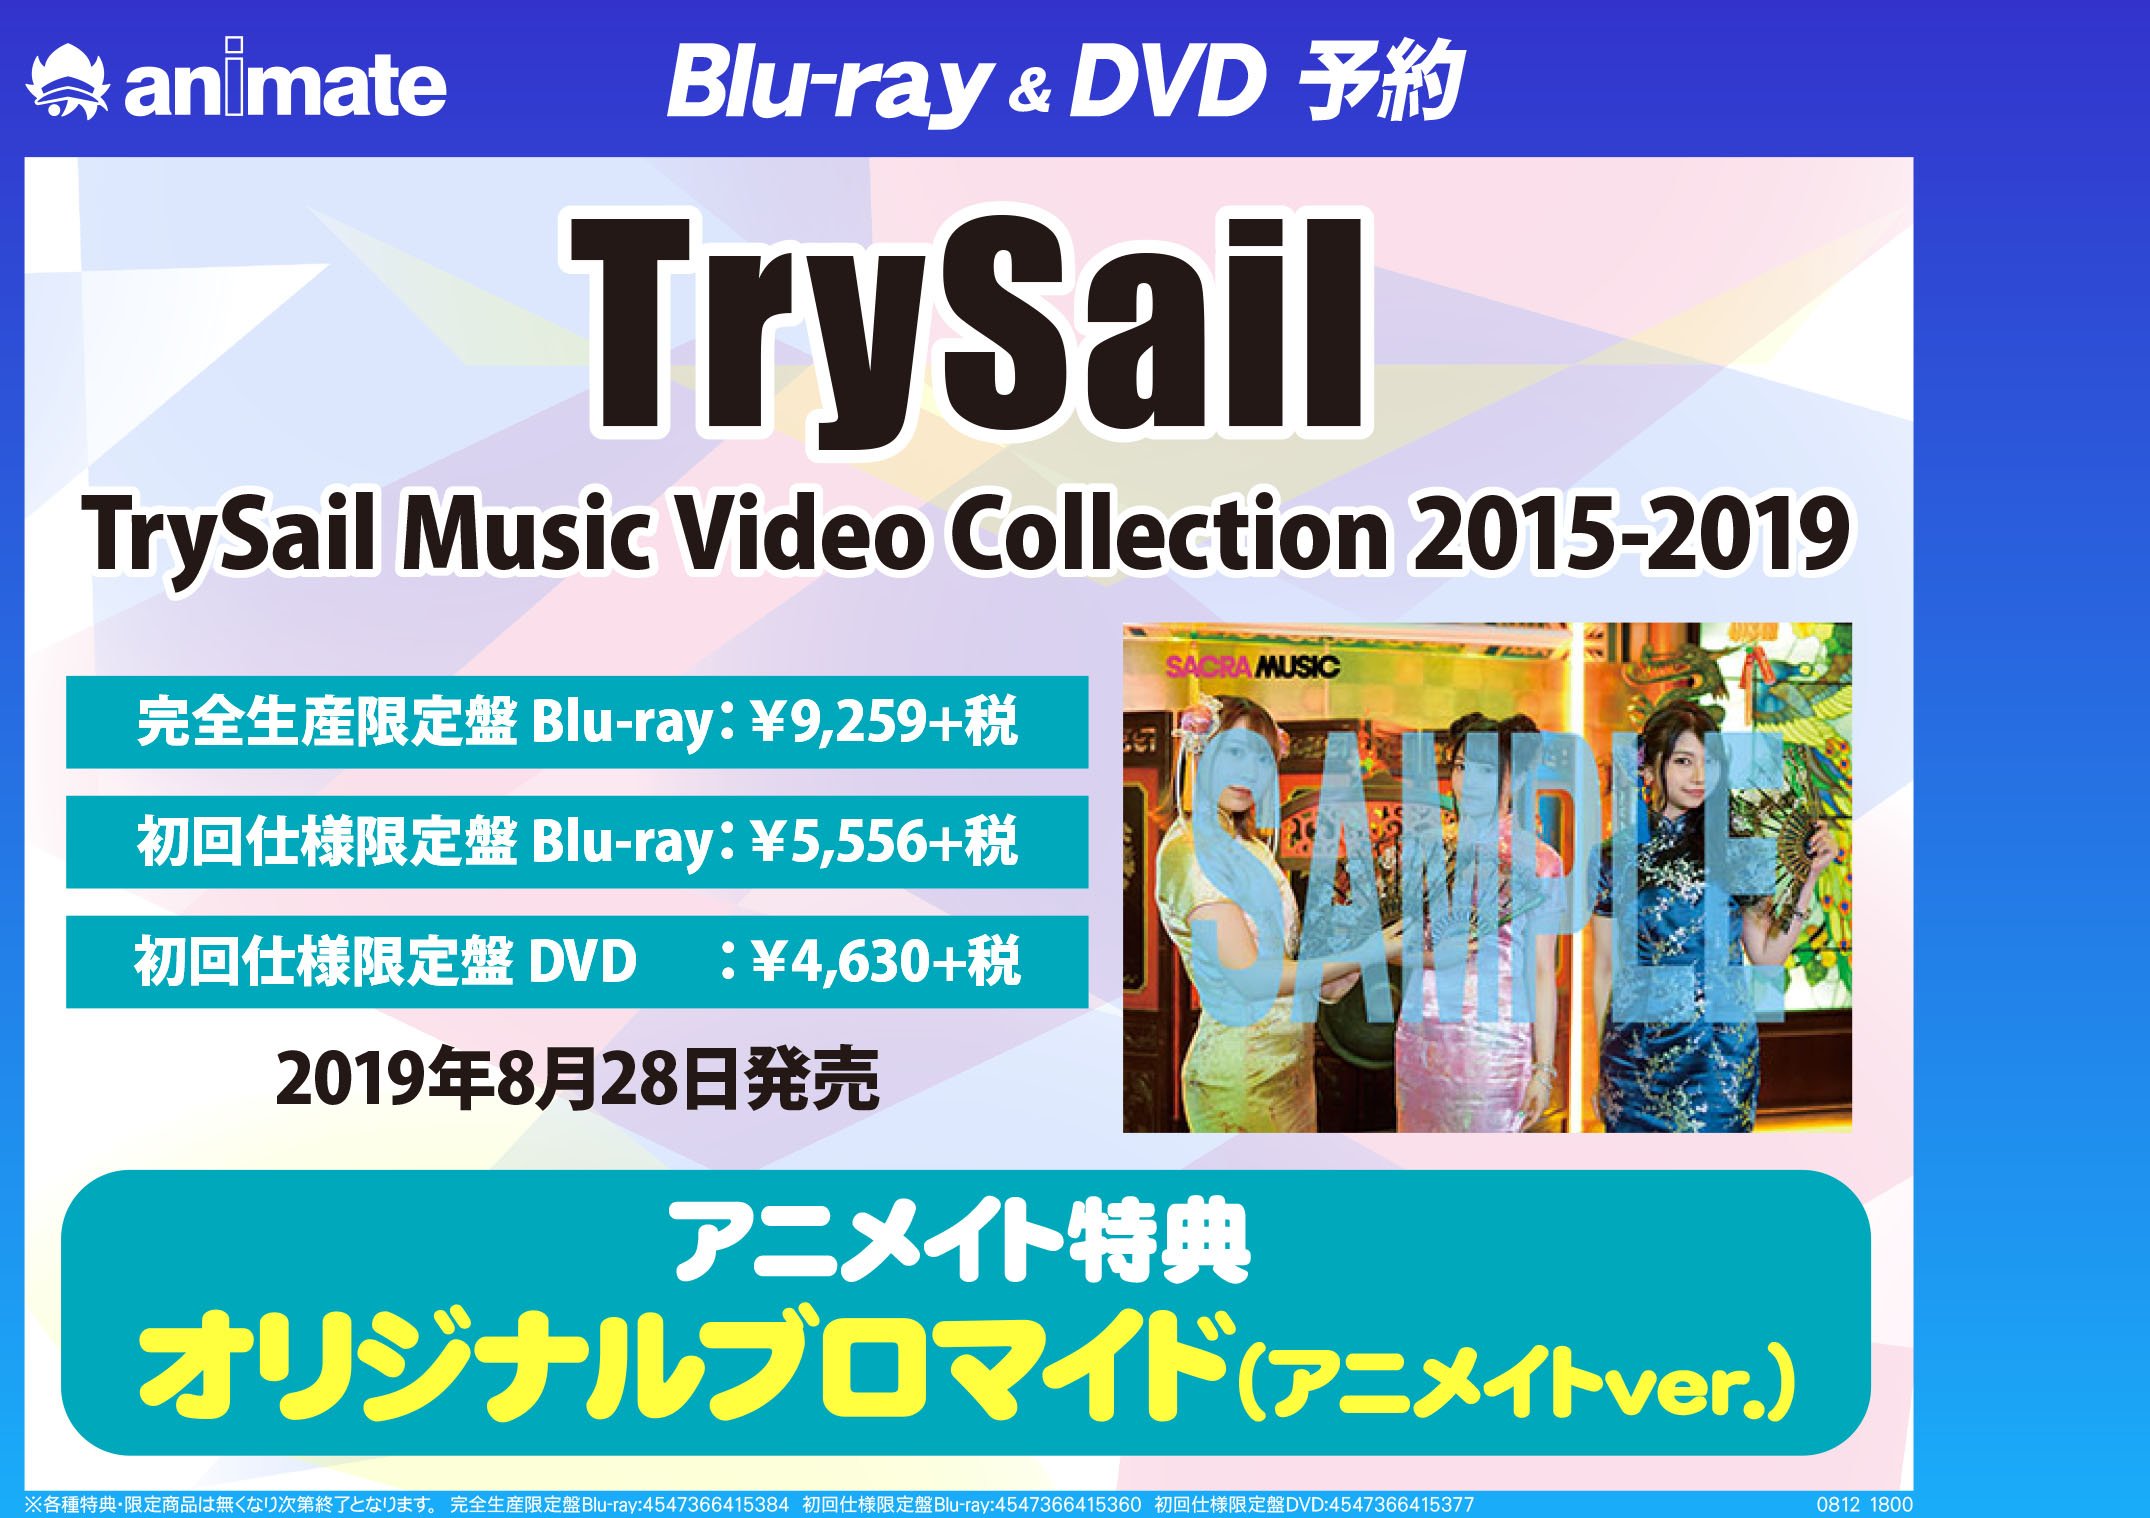 animate
Blu-ray & DVD 予約
TrySail
TrySail Music Video Collection 2015-2019
完全生産限定盤 Blu-ray：￥9,259+税
初回仕様限定盤 Blu-ray：￥5,556+税
初回仕様限定盤 DVD ：￥4,630+税
2019年8月28日発売
SACRA MUSIC
SAMPLE
アニメイト特典
オリジナルブロマイド(アニメイトver.)
※各種特典・限定商品は無くなり次第終了となります。 完全生産限定盤Blu-ray:4547366415384 初回仕様限定盤Blu-ray:4547366415360 初回仕様限定盤DVD:4547366415377 0812 1800